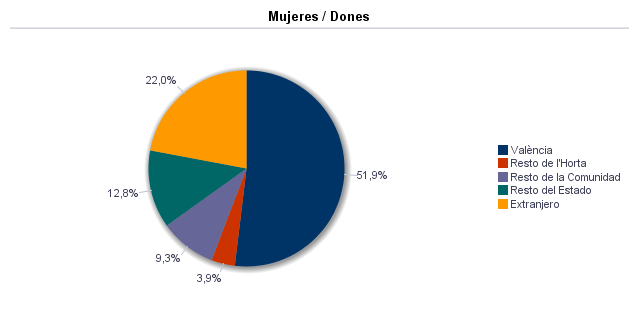 Mujeres / Dones
22,0%
51,9%
12,8%
9,3%
3,9%
València
Resto de l'Horta
Resto de la Comunidad
Resto del Estado
Extranjero